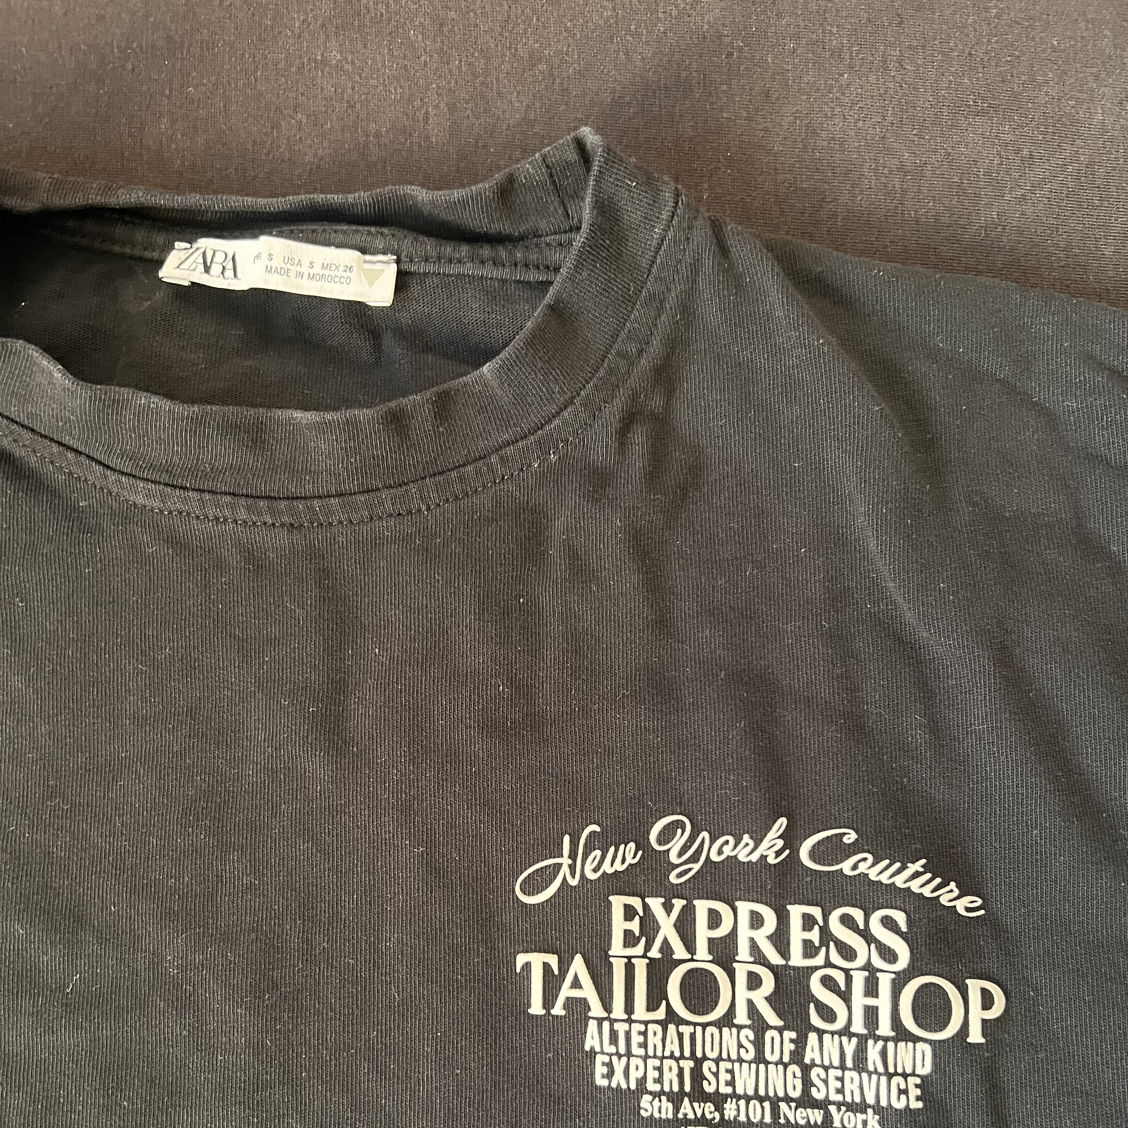 ZARA
S USA S MEX 26
MADE IN MOROCCO
New York Couture
EXPRESS
TAILOR SHOP
ALTERATIONS OF ANY KIND
EXPERT SEWING SERVICE
5th Ave, #101 New York